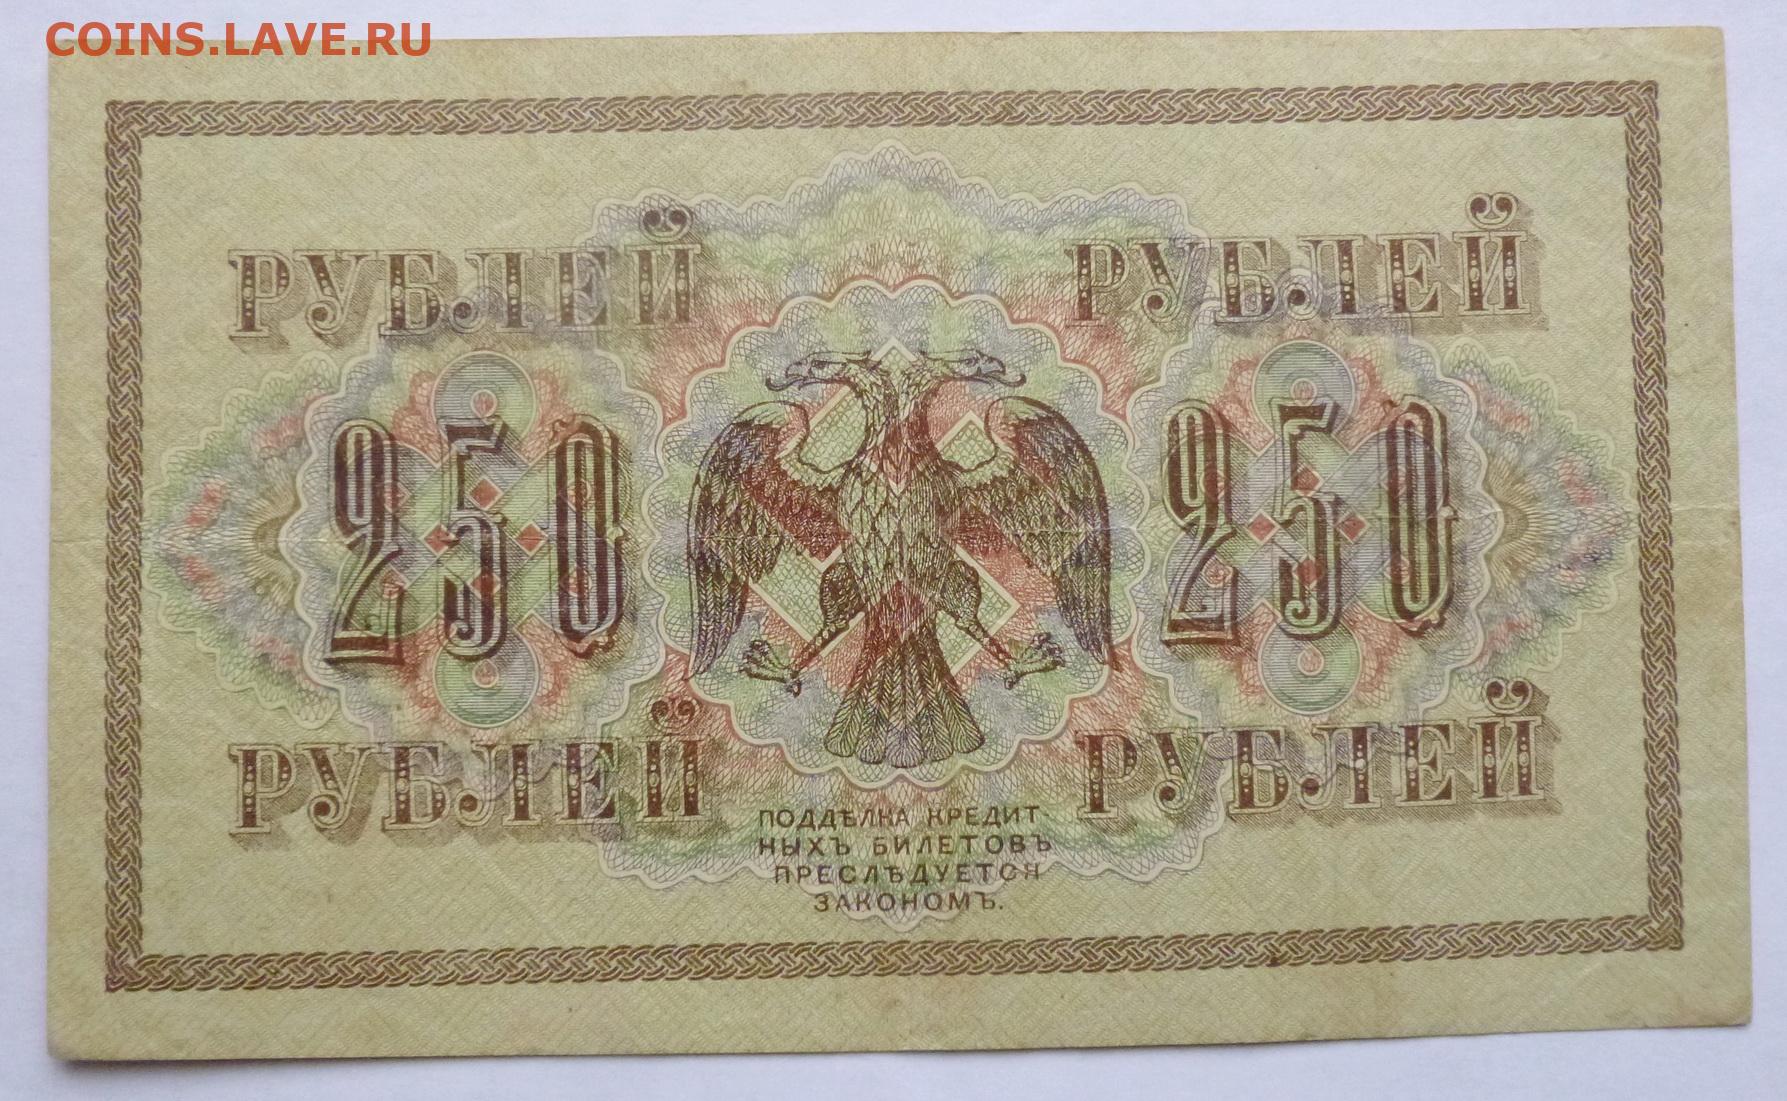 COINS.LAVE.RU
РУБЛЕЙ РУБЛЕЙ
250 250
РУБЛЕЙ РУБЛЕЙ
ПОДДѢЛКА КРЕДИТ-
НЫХЪ БИЛЕТОВЪ
ПРЕСЛѢДУЕТСЯ
ЗАКОНОМЪ.